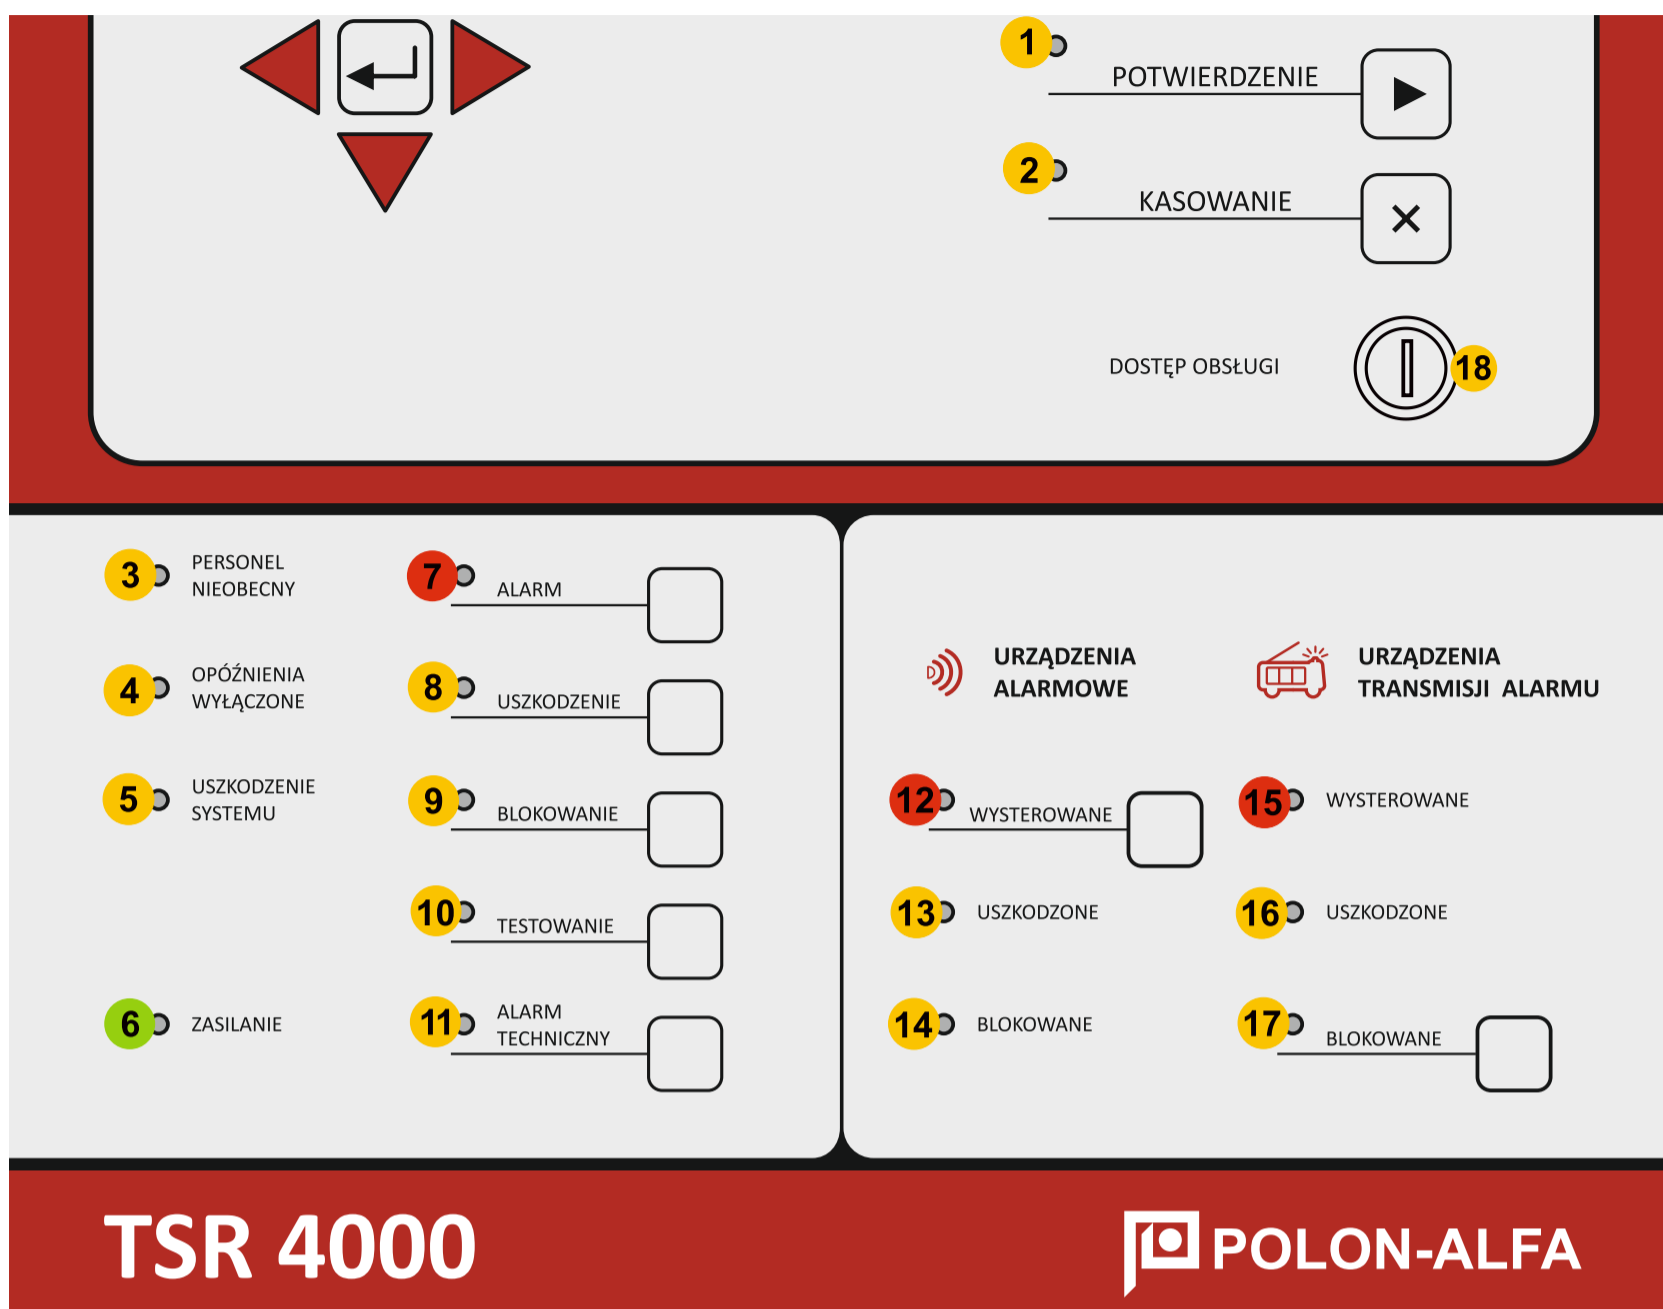 1
POTWIERDZENIE
2
KASOWANIE
DOSTĘP OBSŁUGI
18
3
PERSONEL
NIEOBECNY
7
ALARM
4
OPÓŹNIENIA
WYŁĄCZONE
8
USZKODZENIE
5
USZKODZENIE
SYSTEMU
9
BLOKOWANIE
10
TESTOWANIE
6
ZASILANIE
11
ALARM
TECHNICZNY
URZĄDZENIA
ALARMOWE
URZĄDZENIA
TRANSMISJI ALARMU
12
WYSTEROWANE
15
WYSTEROWANE
13
USZKODZONE
16
USZKODZONE
14
BLOKOWANE
17
BLOKOWANE
TSR 4000
POLON-ALFA